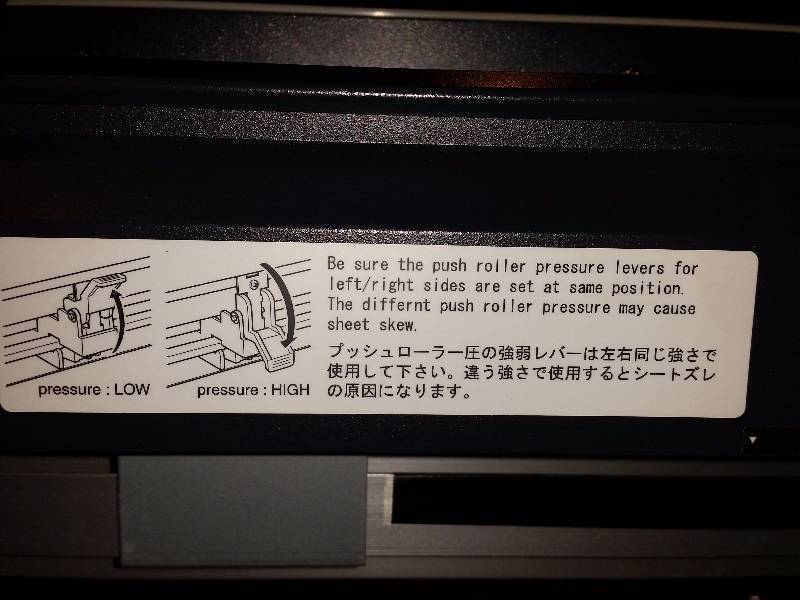 Be sure the push roller pressure levers for
left/right sides are set at same position.
The differnt push roller pressure may cause
sheet skew.
プッシュローラー圧の強弱レバーは左右同じ強さで
使用して下さい。違う強さで使用するとシートズレ
の原因になります。
pressure : LOW
pressure : HIGH